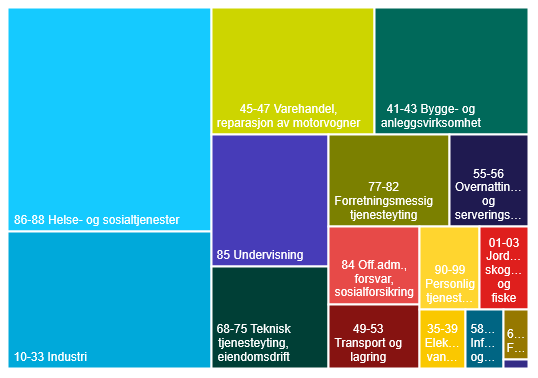 86-88 Helse- og sosialtjenester
10-33 Industri
45-47 Varehandel,
reparasjon av motorvogner
41-43 Bygge- og
anleggsvirksomhet
85 Undervisning
68-75 Teknisk
tjenesteyting,
eiendomsdrift
77-82
Forretningsmessig
tjenesteyting
55-56
Overnattin…
og
serverings…
84 Off.adm.,
forsvar,
sosialforsikring
90-99
Personlig
tjenest…
01-03
Jord…
skog…
og
fiske
49-53
Transport og
lagring
35-39
Elek…
van…
58…
Inf…
og…
6…
F…